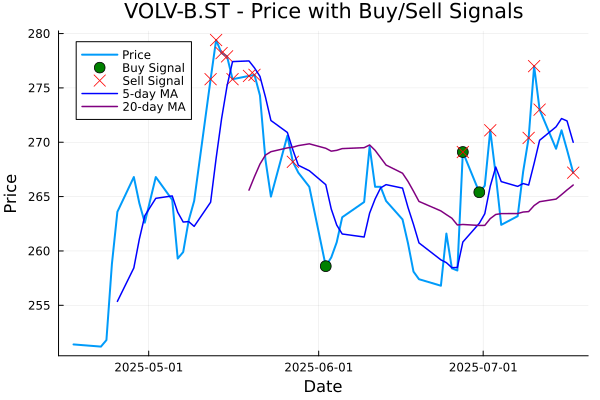 VOLV-B.ST - Price with Buy/Sell Signals
280
275
270
265
260
255
Price
Price
Buy Signal
Sell Signal
5-day MA
20-day MA
2025-05-01
2025-06-01
2025-07-01
Date